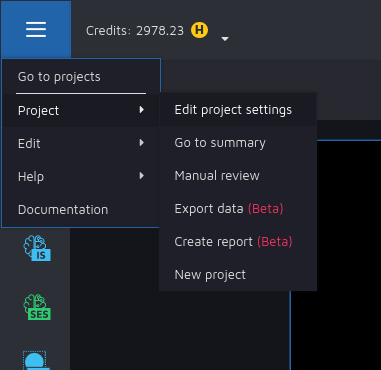 Credits: 2978.23 H
Go to projects
Project
Edit
Help
Documentation
Edit project settings
Go to summary
Manual review
Export data (Beta)
Create report (Beta)
New project
IS
SES